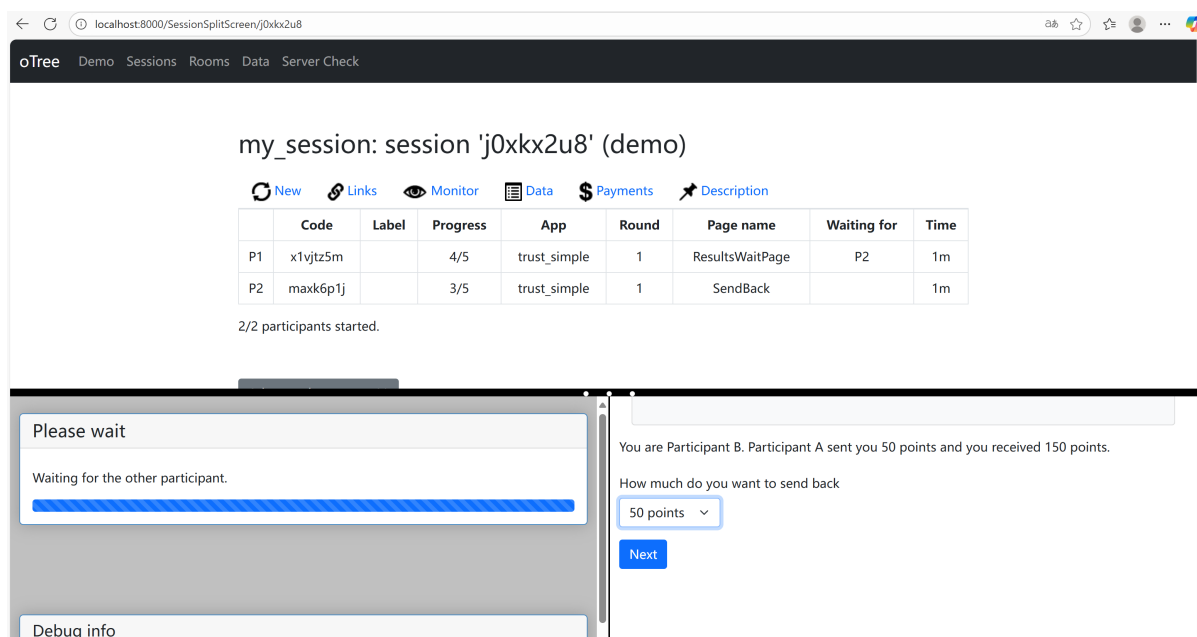 localhost:8000/SessionSplitScreen/j0xkx2u8
oTree Demo Sessions Rooms Data Server Check
my_session: session 'j0xkx2u8' (demo)
New Links Monitor Data Payments Description
Code Label Progress App Round Page name Waiting for Time
P1 x1vjtz5m 4/5 trust_simple 1 ResultsWaitPage P2 1m
P2 maxk6p1j 3/5 trust_simple 1 SendBack 1m
2/2 participants started.
Please wait
Waiting for the other participant.
Debug info
You are Participant B. Participant A sent you 50 points and you received 150 points.
How much do you want to send back
50 points
Next